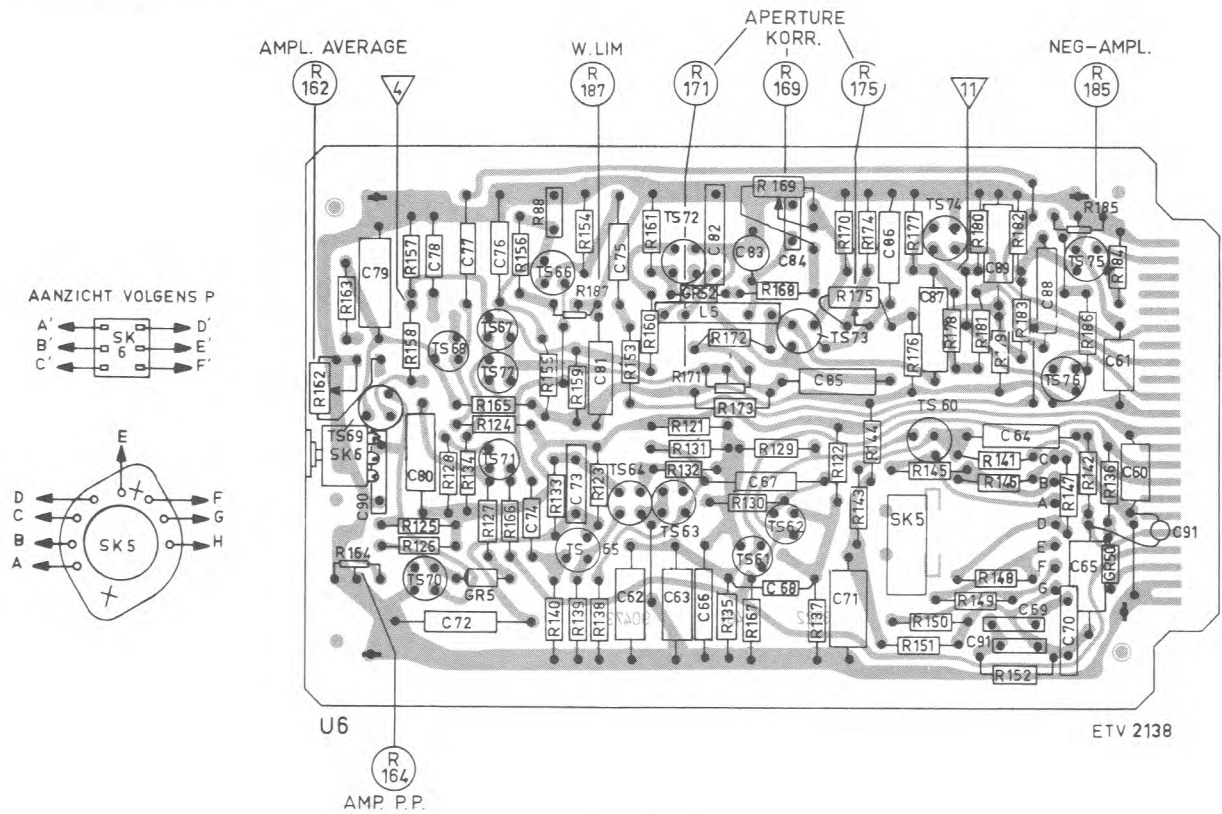 APERTURE
KORR.
AMPL. AVERAGE
W.LIM
NEG-AMPL.
R 162
4
R 187
R 171
R 169
R 175
11
R 185
AANZICHT VOLGENS P
A' D'
B' SK 6 E'
C' F'
E
D F
C G
B SK5 H
A
R88
R154
R161
TS72
C82
R 169
R170
R174
C86
R177
TS74
R180
R182
R185
C79
R157
C78
C77
C76
R156
TS66
C75
C83
C84
C89
C88
TS75
R184
R163
R187
GR52
R168
R175
C87
R178
R181
R179
R183
R186
L5
R158
TS68
TS67
R160
R172
TS73
R176
C61
R162
TS77
R155
R159
C81
R153
R171
C85
TS76
TS69
R165
R173
TS 60
R124
R121
R144
C64
SK6
C80
R128
R134
TS71
C73
R123
TS64
R131
R129
R122
R141
C
R142
R136
C60
R132
C67
R145
R146
B
C90
R133
R130
R143
A
R147
R125
R127
R166
C74
TS63
TS62
SK5
D
C91
R126
TS 65
TS61
E
R164
F
C65
GR50
TS70
GR5
C 68
R148
G
C62
C63
C66
R135
R167
R137
C71
R149
C69
C72
R140
R139
R138
R150
C70
R151
C91
R152
U6
ETV 2138
R 164
AMP. P.P.